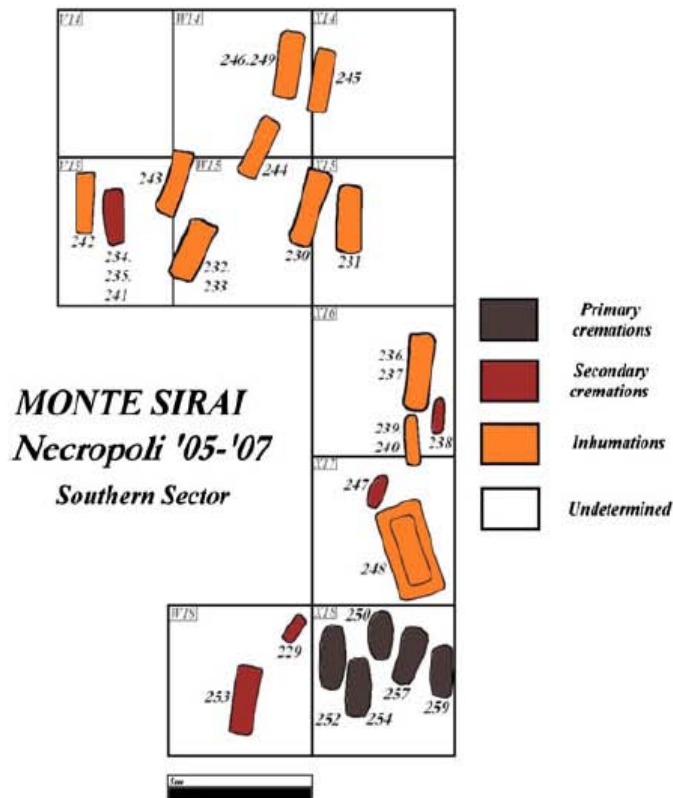 V14
W14
X14
246.249
245
244
V15
W15
X15
243
242
234.
235.
241
232.
233
230
231
X16
236.
237
239
240
238
Primary
cremations
Secondary
cremations
Inhumations
Undetermined
MONTE SIRAI
Necropoli '05-'07
Southern Sector
X17
247
248
W18
X18
229
253
250
252
254
257
259